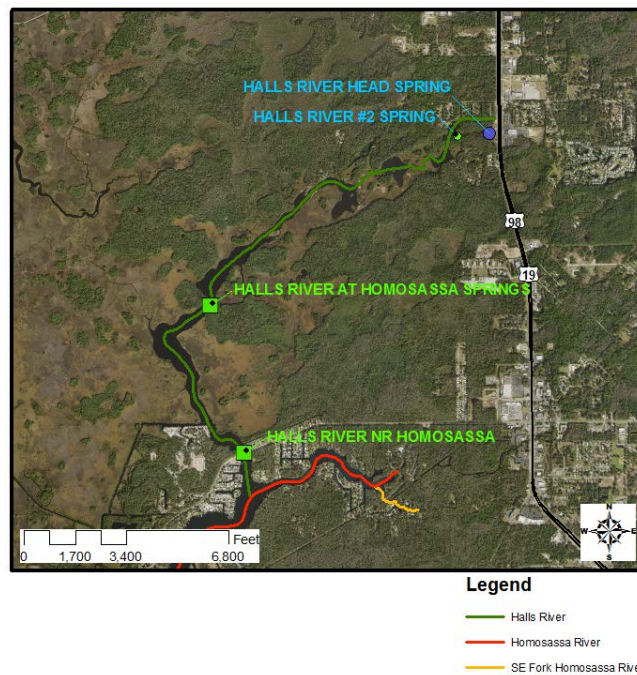 HALLS RIVER HEAD SPRING
HALLS RIVER #2 SPRING
98
19
HALLS RIVER AT HOMOSASSA SPRINGS
HALLS RIVER NR HOMOSASSA
Feet
0 1,700 3,400 6,800
N
W E
S
Legend
Halls River
Homosassa River
SE Fork Homosassa Rive